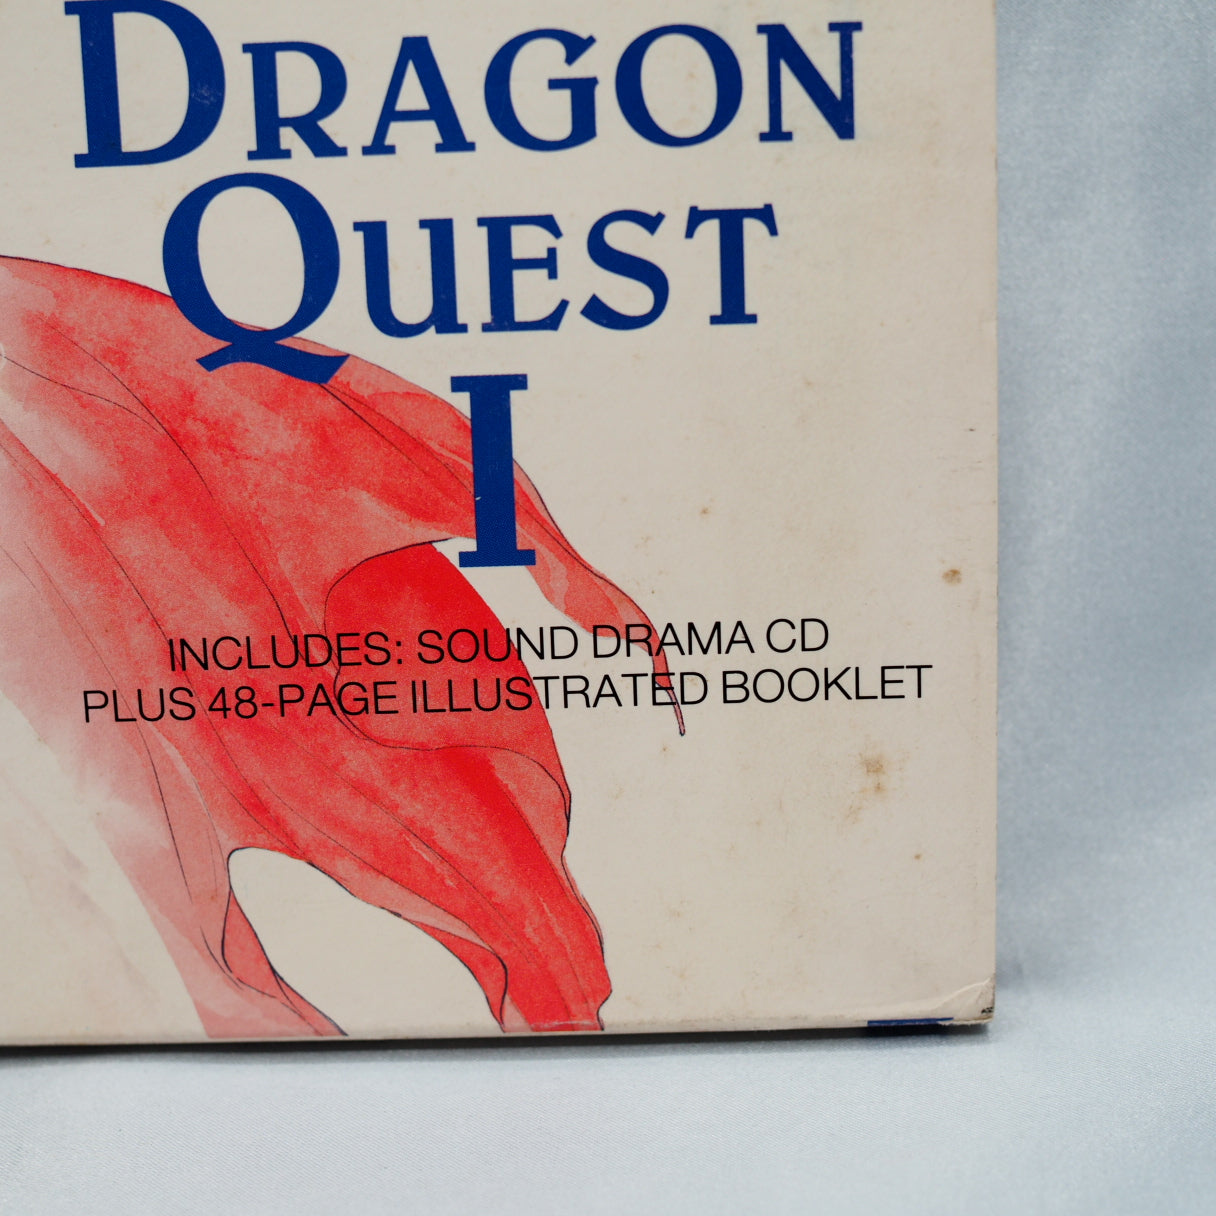 DRAGON
QUEST
I
INCLUDES: SOUND DRAMA CD
PLUS 48-PAGE ILLUSTRATED BOOKLET